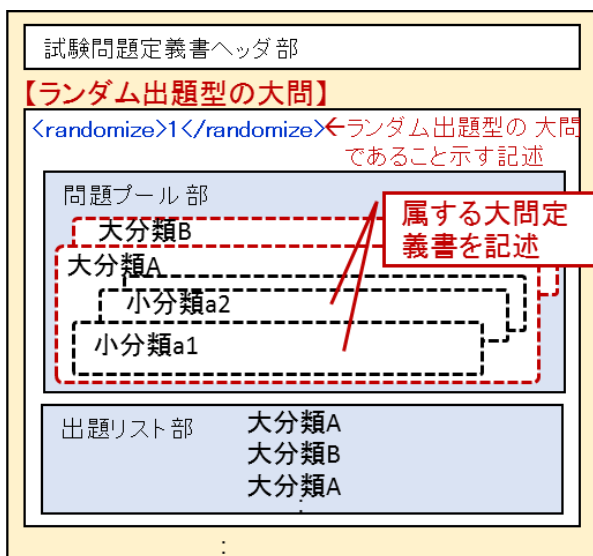 試験問題定義書ヘッダ部
【ランダム出題型の大問】
<randomize>1</randomize>←ランダム出題型の 大問
であること示す記述
問題プール部
属する大問定
義書を記述
大分類B
大分類A
小分類a2
小分類a1
出題リスト部
大分類A
大分類B
大分類A
:
: